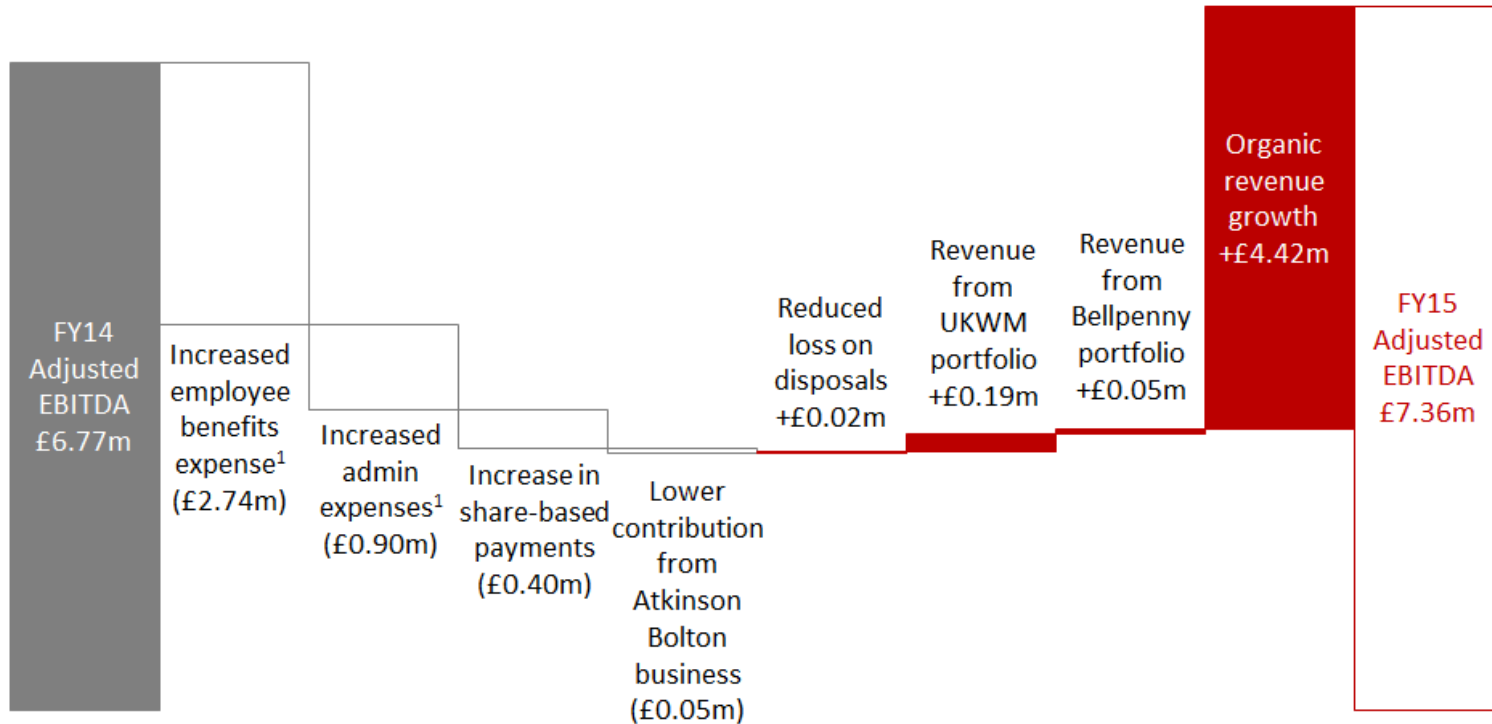 FY14
Adjusted
EBITDA
£6.77m
Increased
employee
benefits
expense¹
(£2.74m)
Increased
admin
expenses¹
(£0.90m)
Increase in
share-based
payments
(£0.40m)
Lower
contribution
from
Atkinson
Bolton
business
(£0.05m)
Reduced
loss on
disposals
+£0.02m
Revenue
from
UKWM
portfolio
+£0.19m
Revenue
from
Bellpenny
portfolio
+£0.05m
Organic
revenue
growth
+£4.42m
FY15
Adjusted
EBITDA
£7.36m